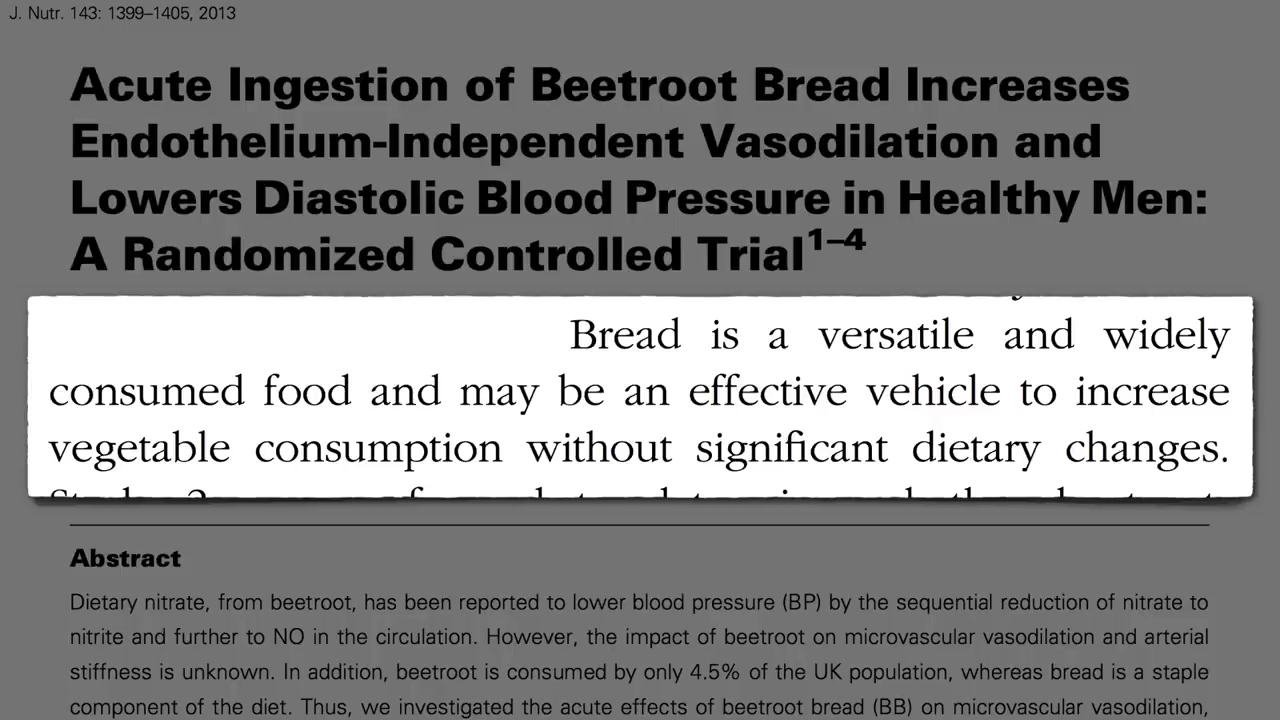 J. Nutr. 143: 1399–1405, 2013
Acute Ingestion of Beetroot Bread Increases
Endothelium-Independent Vasodilation and
Lowers Diastolic Blood Pressure in Healthy Men:
A Randomized Controlled Trial1–4
Bread is a versatile and widely
consumed food and may be an effective vehicle to increase
vegetable consumption without significant dietary changes.
Abstract
Dietary nitrate, from beetroot, has been reported to lower blood pressure (BP) by the sequential reduction of nitrate to
nitrite and further to NO in the circulation. However, the impact of beetroot on microvascular vasodilation and arterial
stiffness is unknown. In addition, beetroot is consumed by only 4.5% of the UK population, whereas bread is a staple
component of the diet. Thus, we investigated the acute effects of beetroot bread (BB) on microvascular vasodilation,